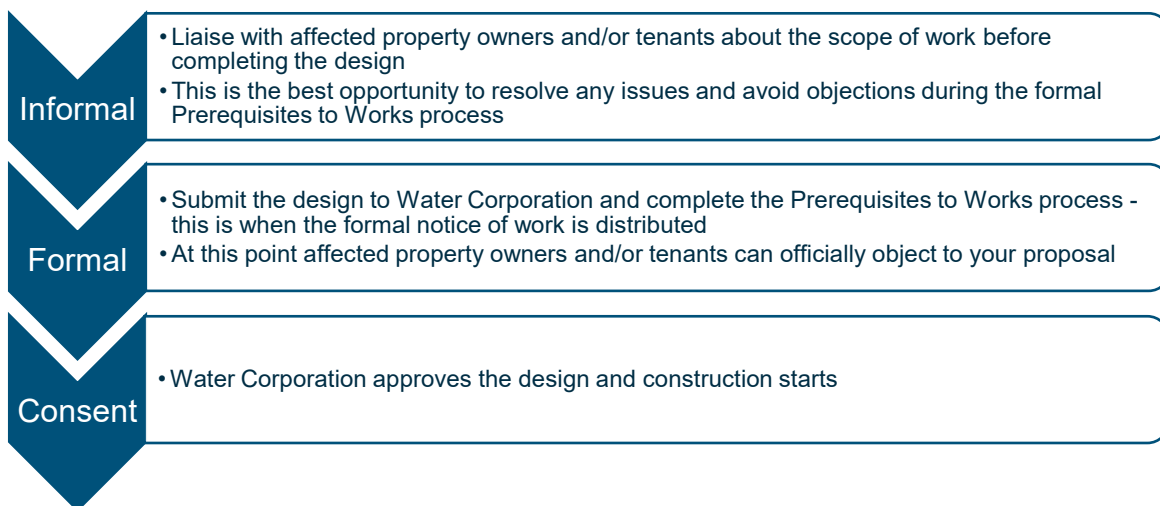 Informal
• Liaise with affected property owners and/or tenants about the scope of work before
completing the design
• This is the best opportunity to resolve any issues and avoid objections during the formal
Prerequisites to Works process
Formal
• Submit the design to Water Corporation and complete the Prerequisites to Works process -
this is when the formal notice of work is distributed
• At this point affected property owners and/or tenants can officially object to your proposal
Consent
• Water Corporation approves the design and construction starts